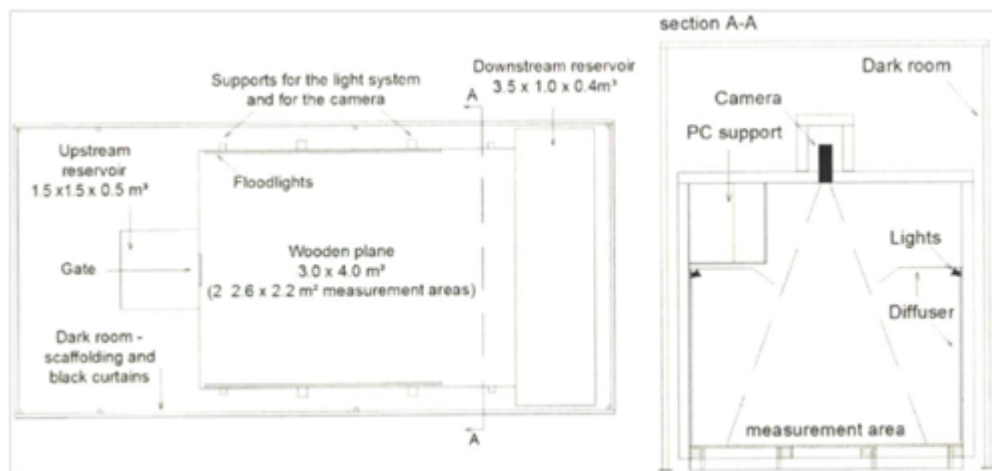 section A-A
Supports for the light system
and for the camera
A
Downstream reservoir
3.5 x 1.0 x 0.4m³
Dark room
Camera
PC support
Upstream
reservoir
1.5 x1.5 x 0.5 m³
Floodlights
Gate
Wooden plane
3.0 x 4.0 m²
(2 2.6 x 2.2 m² measurement areas)
Lights
Diffuser
Dark room -
scaffolding and
black curtains
A
measurement area